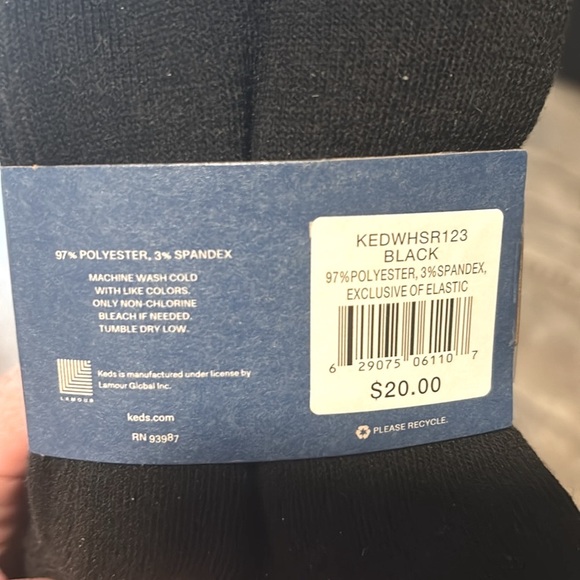 97% POLYESTER, 3% SPANDEX
MACHINE WASH COLD
WITH LIKE COLORS.
ONLY NON-CHLORINE
BLEACH IF NEEDED.
TUMBLE DRY LOW.
LAMOUR
Keds is manufactured under license by
Lamour Global Inc.
keds.com
RN 93987
KEDWHSR123
BLACK
97%POLYESTER, 3%SPANDEX,
EXCLUSIVE OF ELASTIC
6 29075 06110 7
$20.00
PLEASE RECYCLE.